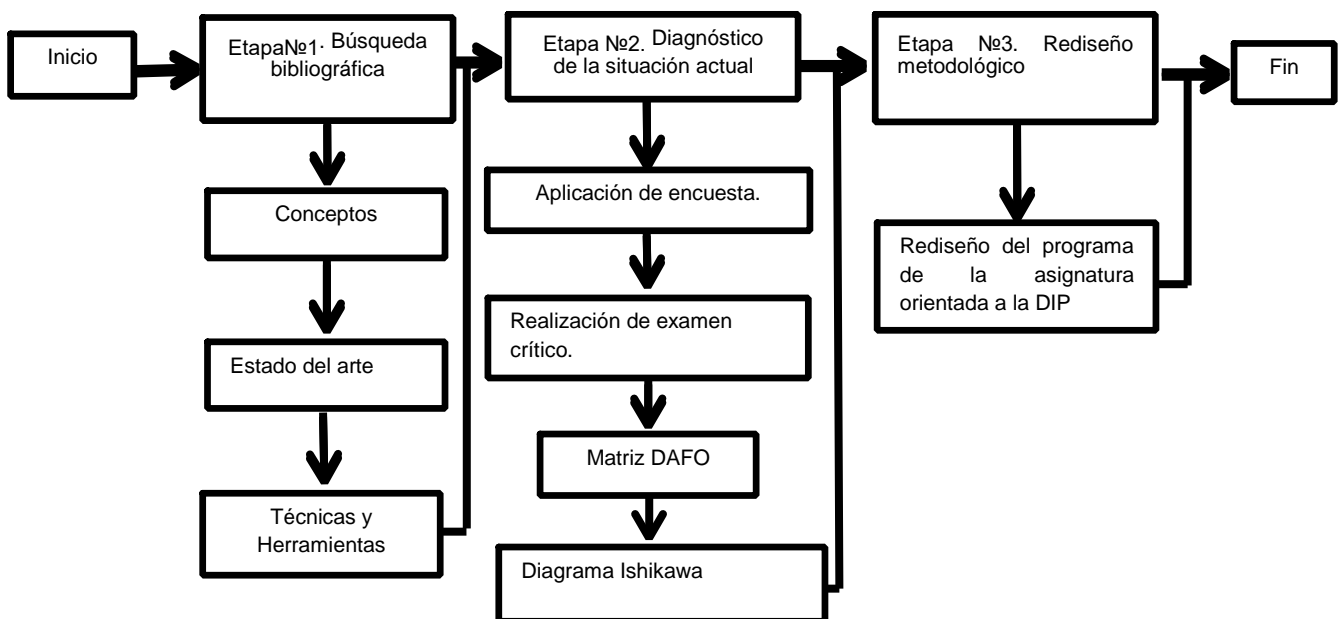 Inicio
Etapa№1. Búsqueda
bibliográfica
Conceptos
Estado del arte
Técnicas y
Herramientas
Etapa №2. Diagnóstico
de la situación actual
Aplicación de encuesta.
Realización de examen
crítico.
Matriz DAFO
Diagrama Ishikawa
Etapa №3. Rediseño
metodológico
Rediseño del programa
de la asignatura
orientada a la DIP
Fin